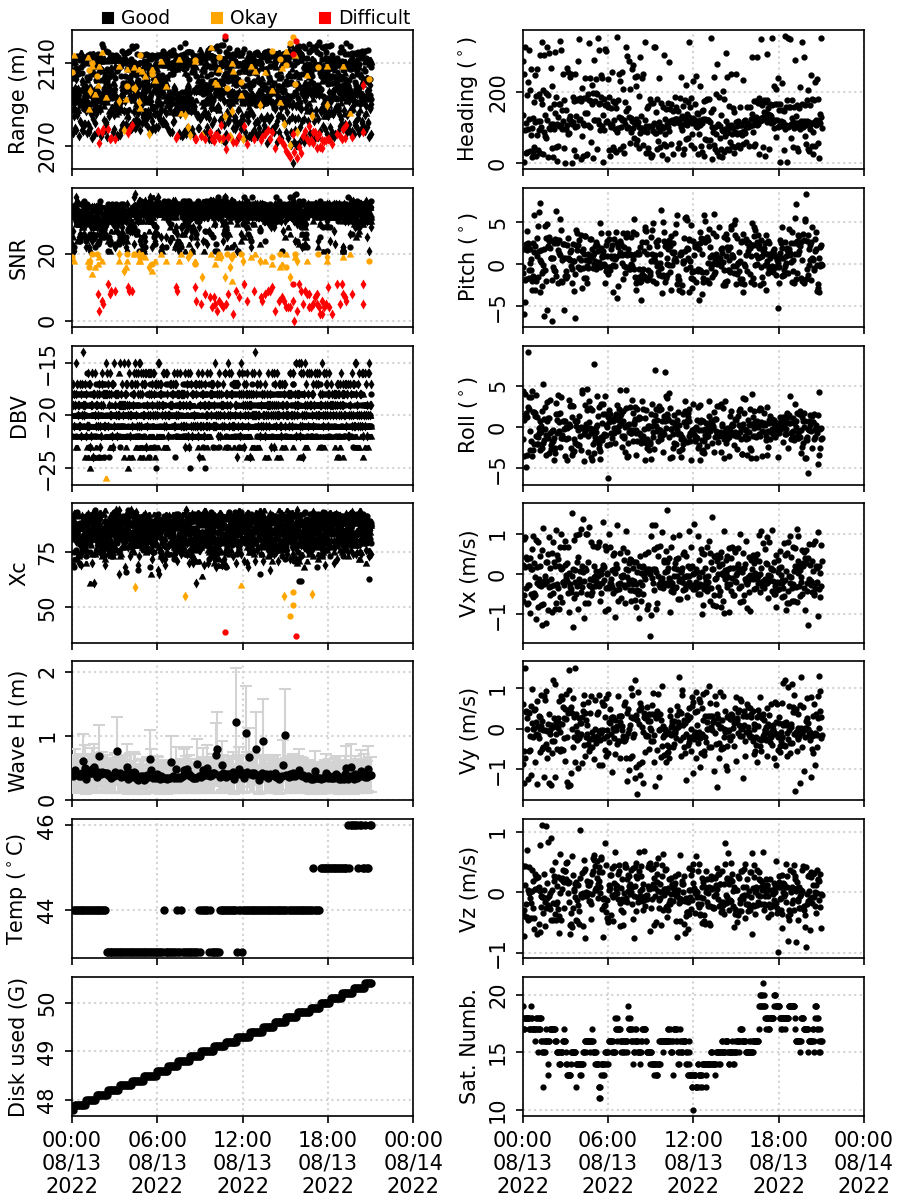 Good Okay Difficult
Range (m)
2140
2070
Heading (°)
200
0
SNR
20
0
Pitch (°)
5
0
−5
DBV
−15
−20
−25
Roll (°)
5
0
−5
Xc
75
50
Vx (m/s)
1
0
−1
Wave H (m)
2
1
0
Vy (m/s)
1
0
−1
Temp (°C)
46
44
Vz (m/s)
1
0
−1
Disk used (G)
50
49
48
Sat. Numb.
20
15
10
00:00 06:00 12:00 18:00 00:00 00:00 06:00 12:00 18:00 00:00
08/13 08/13 08/13 08/13 08/14 08/13 08/13 08/13 08/13 08/14
2022 2022 2022 2022 2022 2022 2022 2022 2022 2022